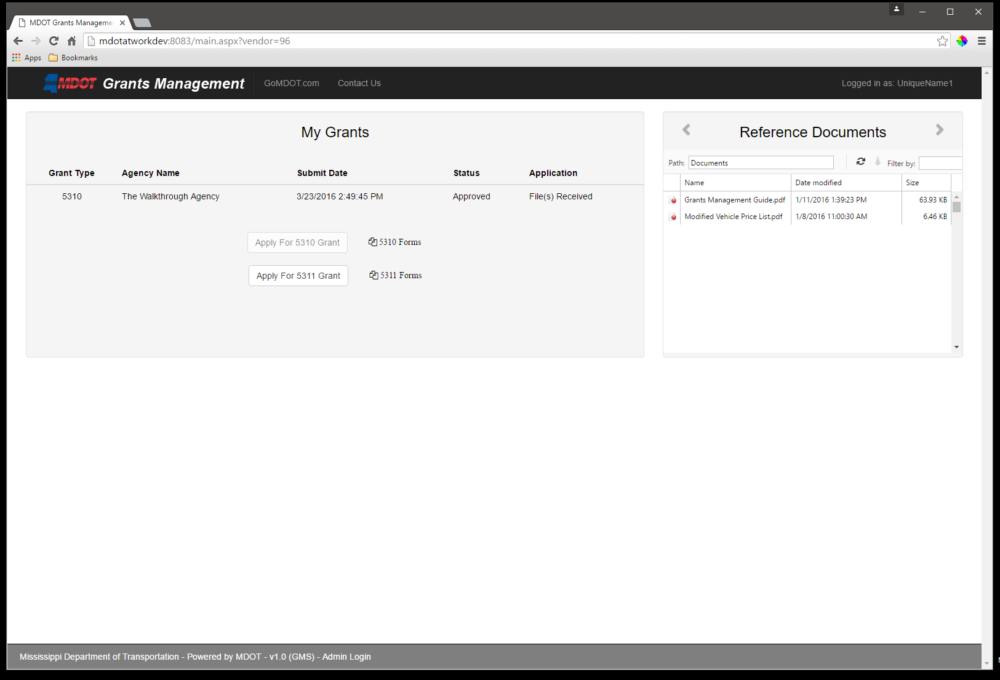 MDOT Grants Manageme
mdotatworkdev:8083/main.aspx?vendor=96
Apps Bookmarks
MDOT Grants Management GoMDOT.com Contact Us Logged in as: UniqueName1
My Grants
Grant Type Agency Name Submit Date Status Application
5310 The Walkthrough Agency 3/23/2016 2:49:45 PM Approved File(s) Received
Apply For 5310 Grant 5310 Forms
Apply For 5311 Grant 5311 Forms
Reference Documents
Path: Documents Filter by:
Name Date modified Size
Grants Management Guide.pdf 1/11/2016 1:39:23 PM 63.93 KB
Modified Vehicle Price List.pdf 1/8/2016 11:00:30 AM 6.46 KB
Mississippi Department of Transportation - Powered by MDOT - v1.0 (GMS) - Admin Login